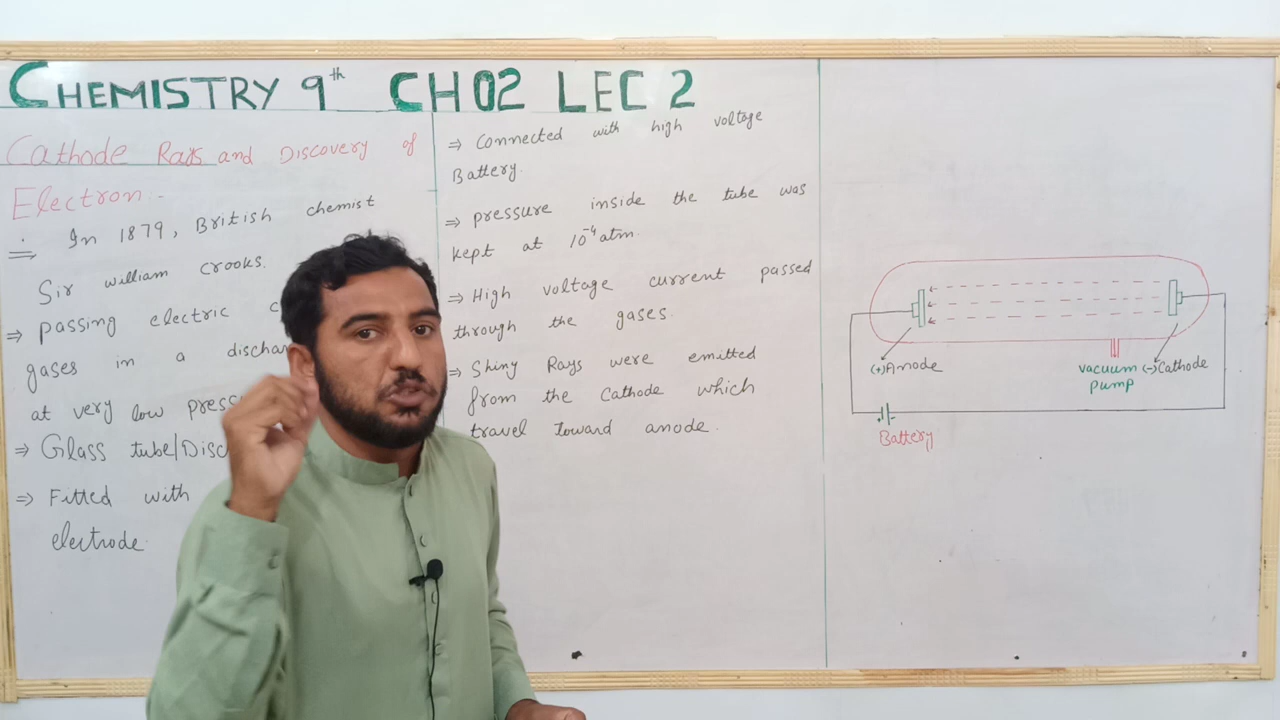 CHEMISTRY 9th CH02 LEC 2
Cathode Rays and Discovery of
Electron:-
In 1879, British chemist
Sir william crooks.
⇒ passing electric
gases in a
at very low
⇒ Glass tube/
⇒ Fitted with
electrode.
⇒ Connected with high voltage
Battery.
⇒ pressure inside the tube was
kept at 10⁻⁴ atm.
⇒ High voltage current passed
through the gases.
⇒ Shiny Rays were emitted
from the Cathode which
travel Toward anode.
(+) Anode
vacuum
pump
(-) Cathode
+ -
Battery